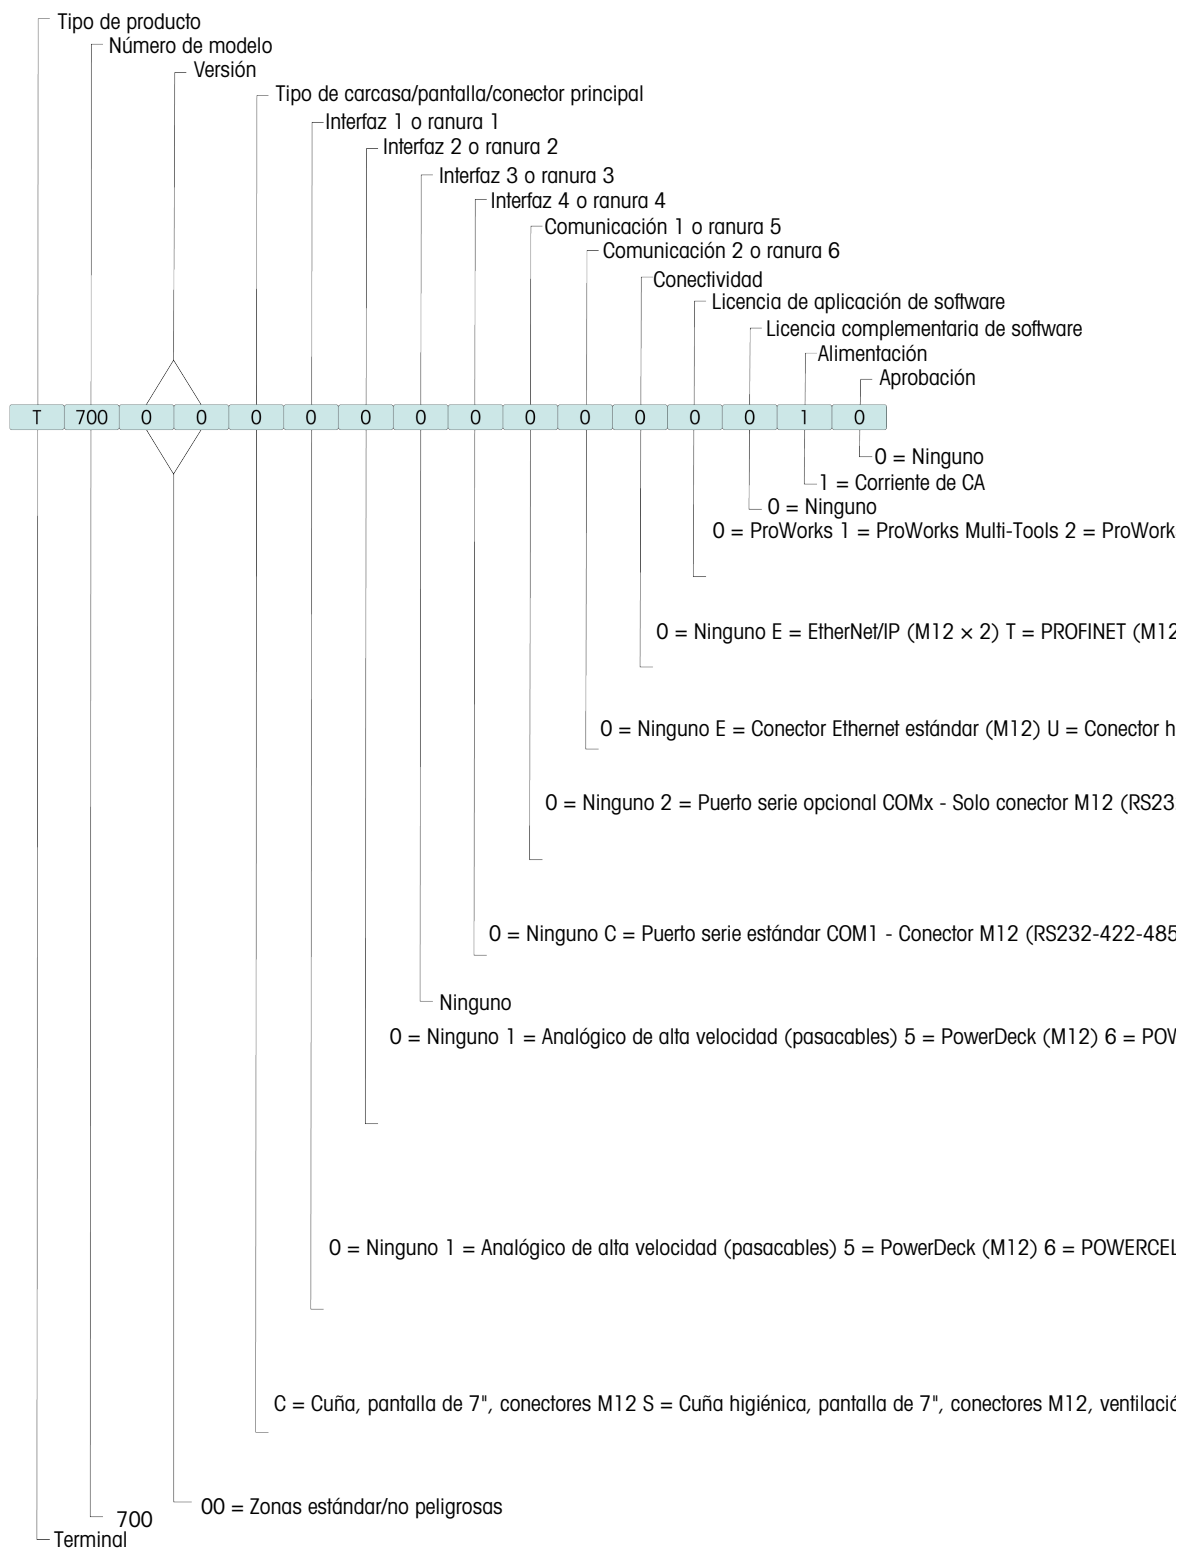 Tipo de producto
Número de modelo
Versión
Tipo de carcasa/pantalla/conector principal
Interfaz 1 o ranura 1
Interfaz 2 o ranura 2
Interfaz 3 o ranura 3
Interfaz 4 o ranura 4
Comunicación 1 o ranura 5
Comunicación 2 o ranura 6
Conectividad
Licencia de aplicación de software
Licencia complementaria de software
Alimentación
Aprobación
T 700 0 0 0 0 0 0 0 0 0 0 0 0 1 0
0 = Ninguno
1 = Corriente de CA
0 = Ninguno
0 = ProWorks 1 = ProWorks Multi-Tools 2 = ProWork
0 = Ninguno E = EtherNet/IP (M12 × 2) T = PROFINET (M12
0 = Ninguno E = Conector Ethernet estándar (M12) U = Conector h
0 = Ninguno 2 = Puerto serie opcional COMx - Solo conector M12 (RS23
0 = Ninguno C = Puerto serie estándar COM1 - Conector M12 (RS232-422-485
Ninguno
0 = Ninguno 1 = Analógico de alta velocidad (pasacables) 5 = PowerDeck (M12) 6 = POW
0 = Ninguno 1 = Analógico de alta velocidad (pasacables) 5 = PowerDeck (M12) 6 = POWERCEL
C = Cuña, pantalla de 7", conectores M12 S = Cuña higiénica, pantalla de 7", conectores M12, ventilació
00 = Zonas estándar/no peligrosas
700
Terminal